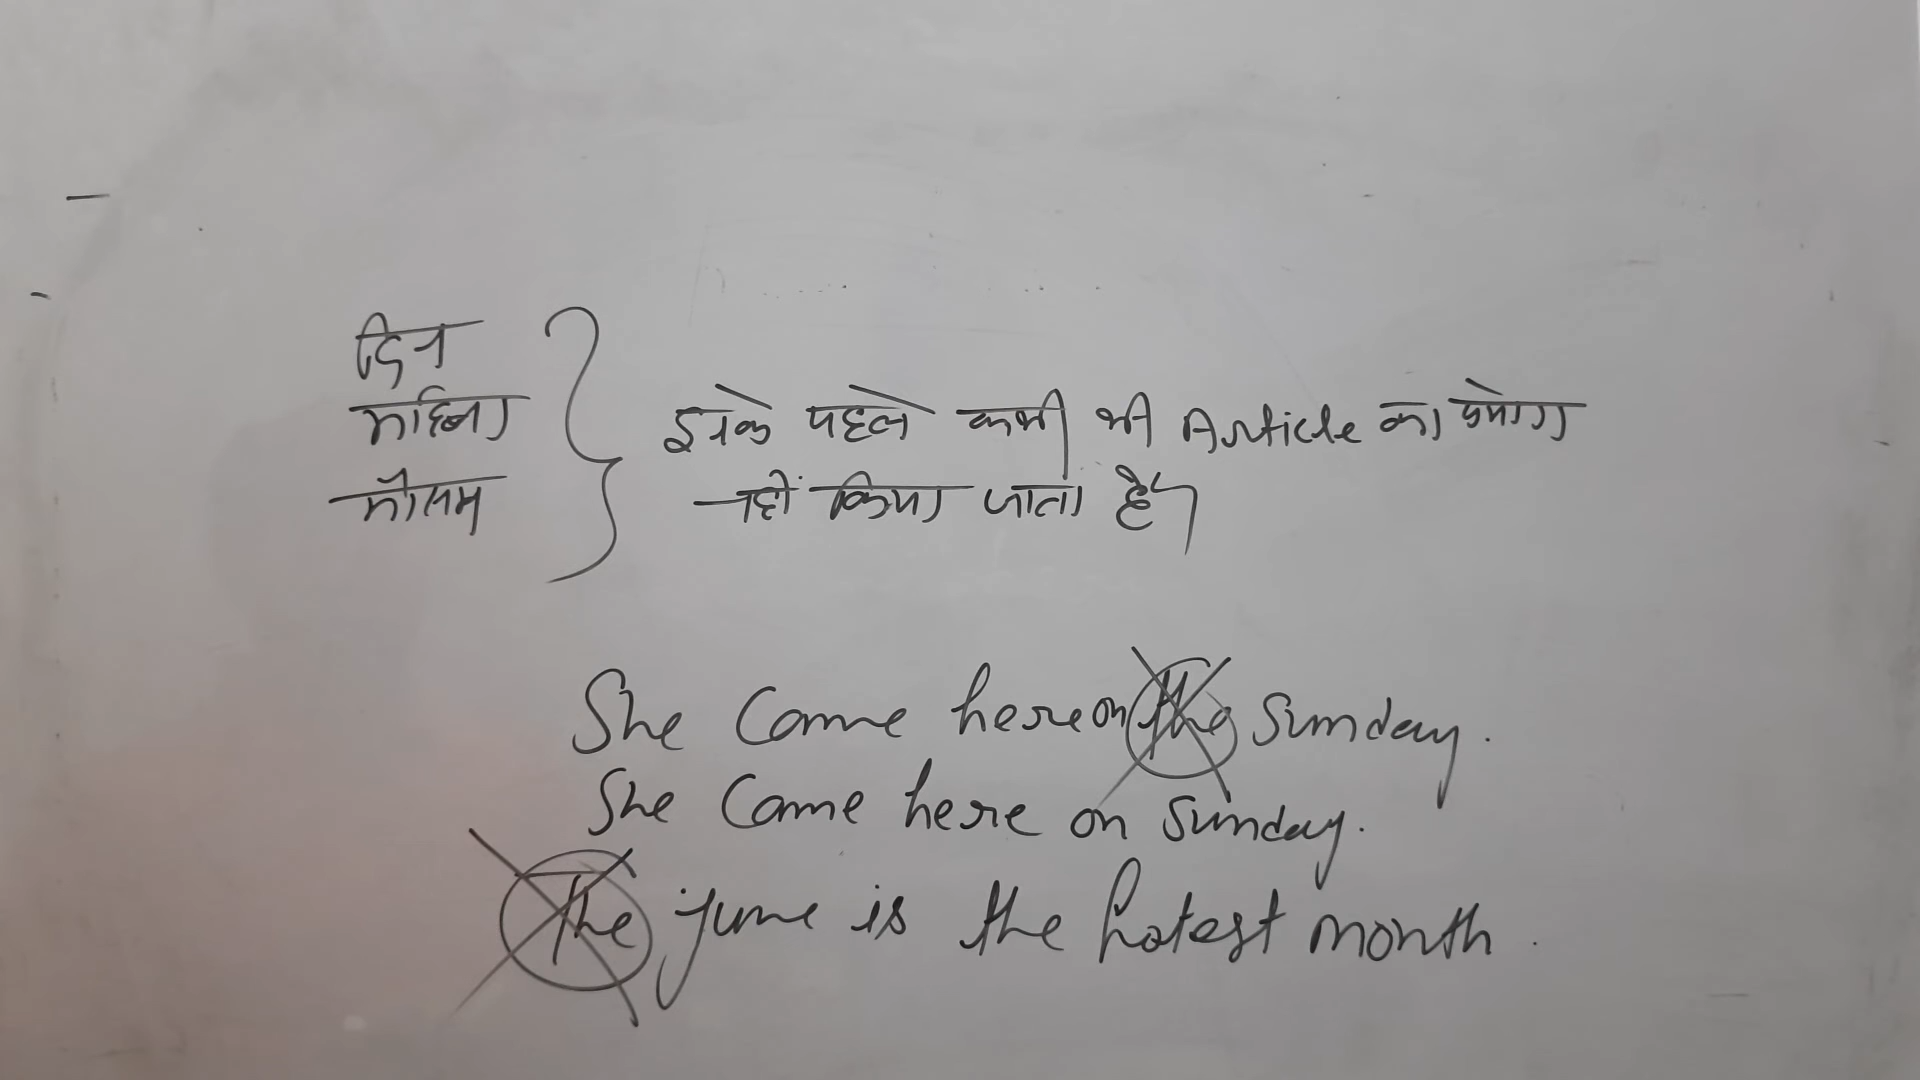 दिन
महिना
मौसम
इनके पहले कभी भी Article का प्रयोग
नहीं किया जाता है
She Came here on the Sunday.
She Came here on Sunday.
The june is the hotest month.